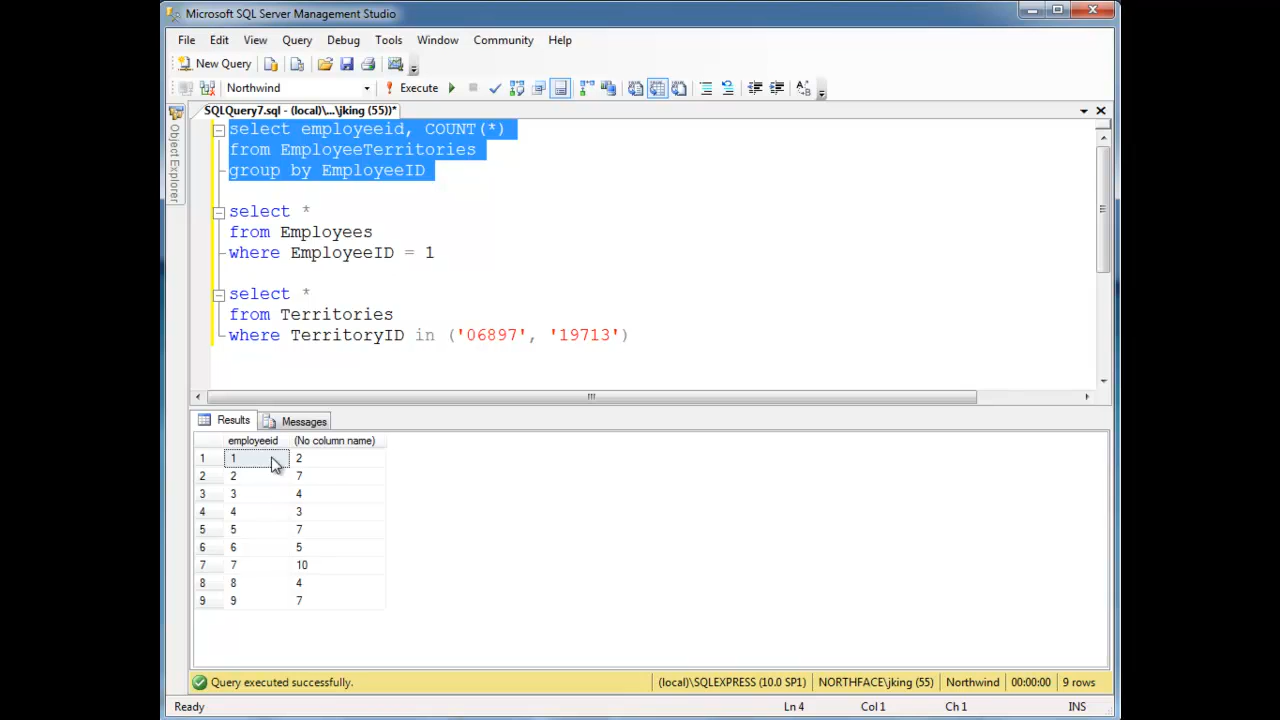 Microsoft SQL Server Management Studio
File Edit View Query Debug Tools Window Community Help
New Query
Northwind Execute
SQLQuery7.sql - (local)\...\jking (55))*
Object Explorer
select employeeid, COUNT(*)
from EmployeeTerritories
group by EmployeeID
select *
from Employees
where EmployeeID = 1
select *
from Territories
where TerritoryID in ('06897', '19713')
Results Messages
employeeid (No column name)
1 1 2
2 2 7
3 3 4
4 4 3
5 5 7
6 6 5
7 7 10
8 8 4
9 9 7
Query executed successfully. (local)\SQLEXPRESS (10.0 SP1) NORTHFACE\jking (55) Northwind 00:00:00 9 rows
Ready Ln 4 Col 1 Ch 1 INS